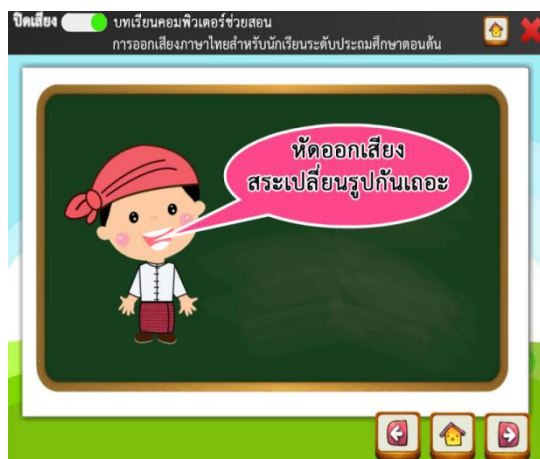 ปิดเสียง
บทเรียนคอมพิวเตอร์ช่วยสอน
การออกเสียงภาษาไทยสำหรับนักเรียนระดับประถมศึกษาตอนต้น
หัดออกเสียง
สระเปลี่ยนรูปกันเถอะ